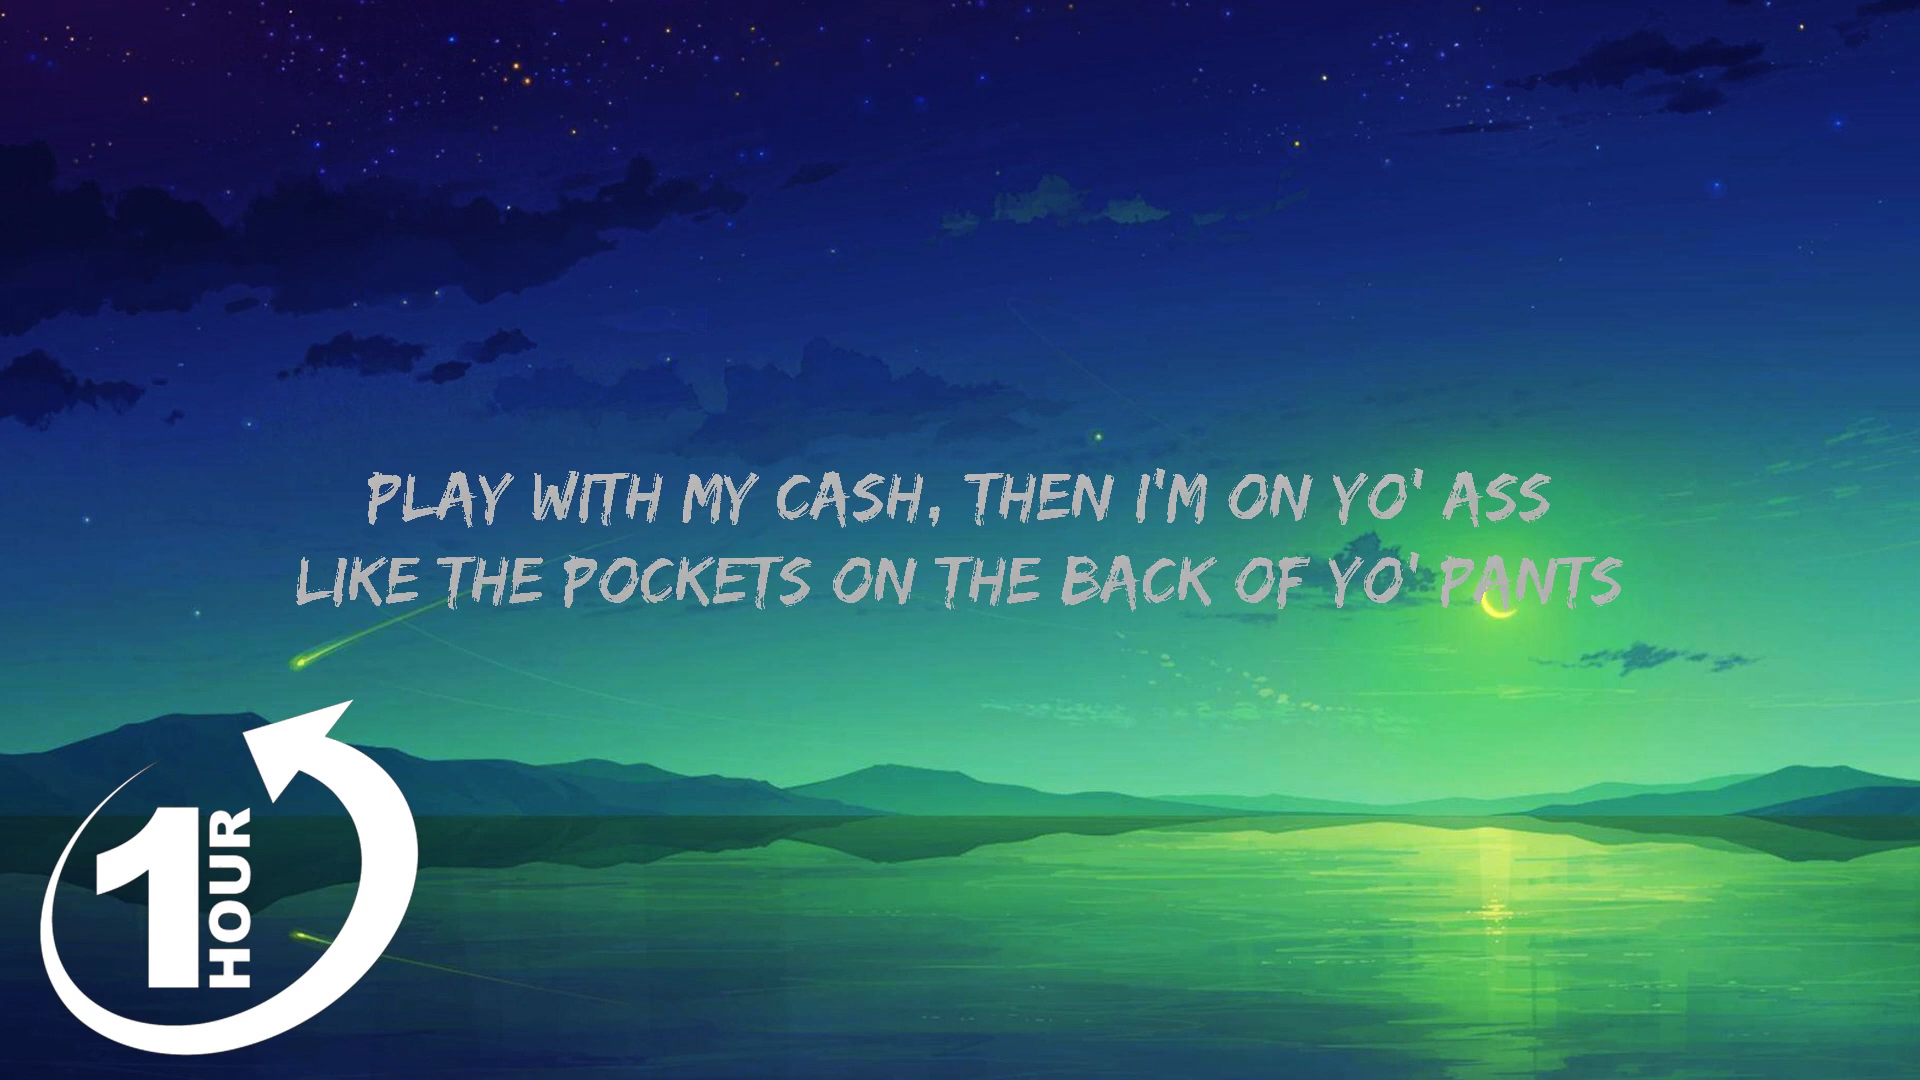 PLAY WITH MY CASH, THEN I'M ON YO' ASS
LIKE THE POCKETS ON THE BACK OF YO' PANTS
1 HOUR